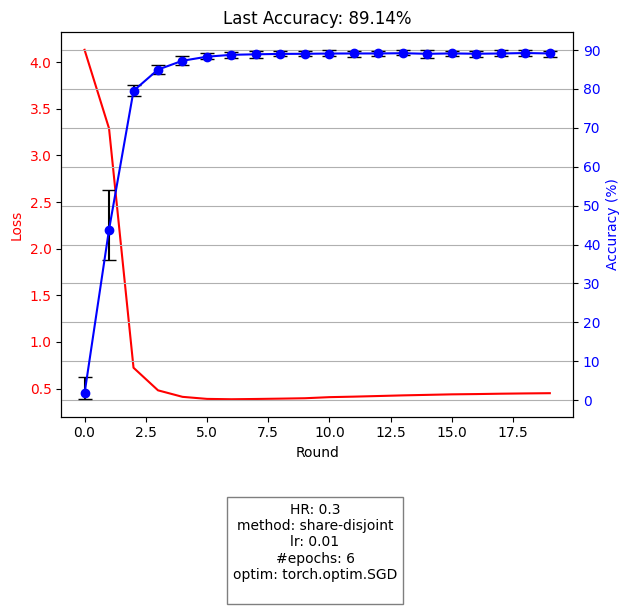 Last Accuracy: 89.14%
4.0
3.5
3.0
2.5
2.0
1.5
1.0
0.5
Loss
90
80
70
60
50
40
30
20
10
0
Accuracy (%)
0.0 2.5 5.0 7.5 10.0 12.5 15.0 17.5
Round
HR: 0.3
method: share-disjoint
lr: 0.01
#epochs: 6
optim: torch.optim.SGD